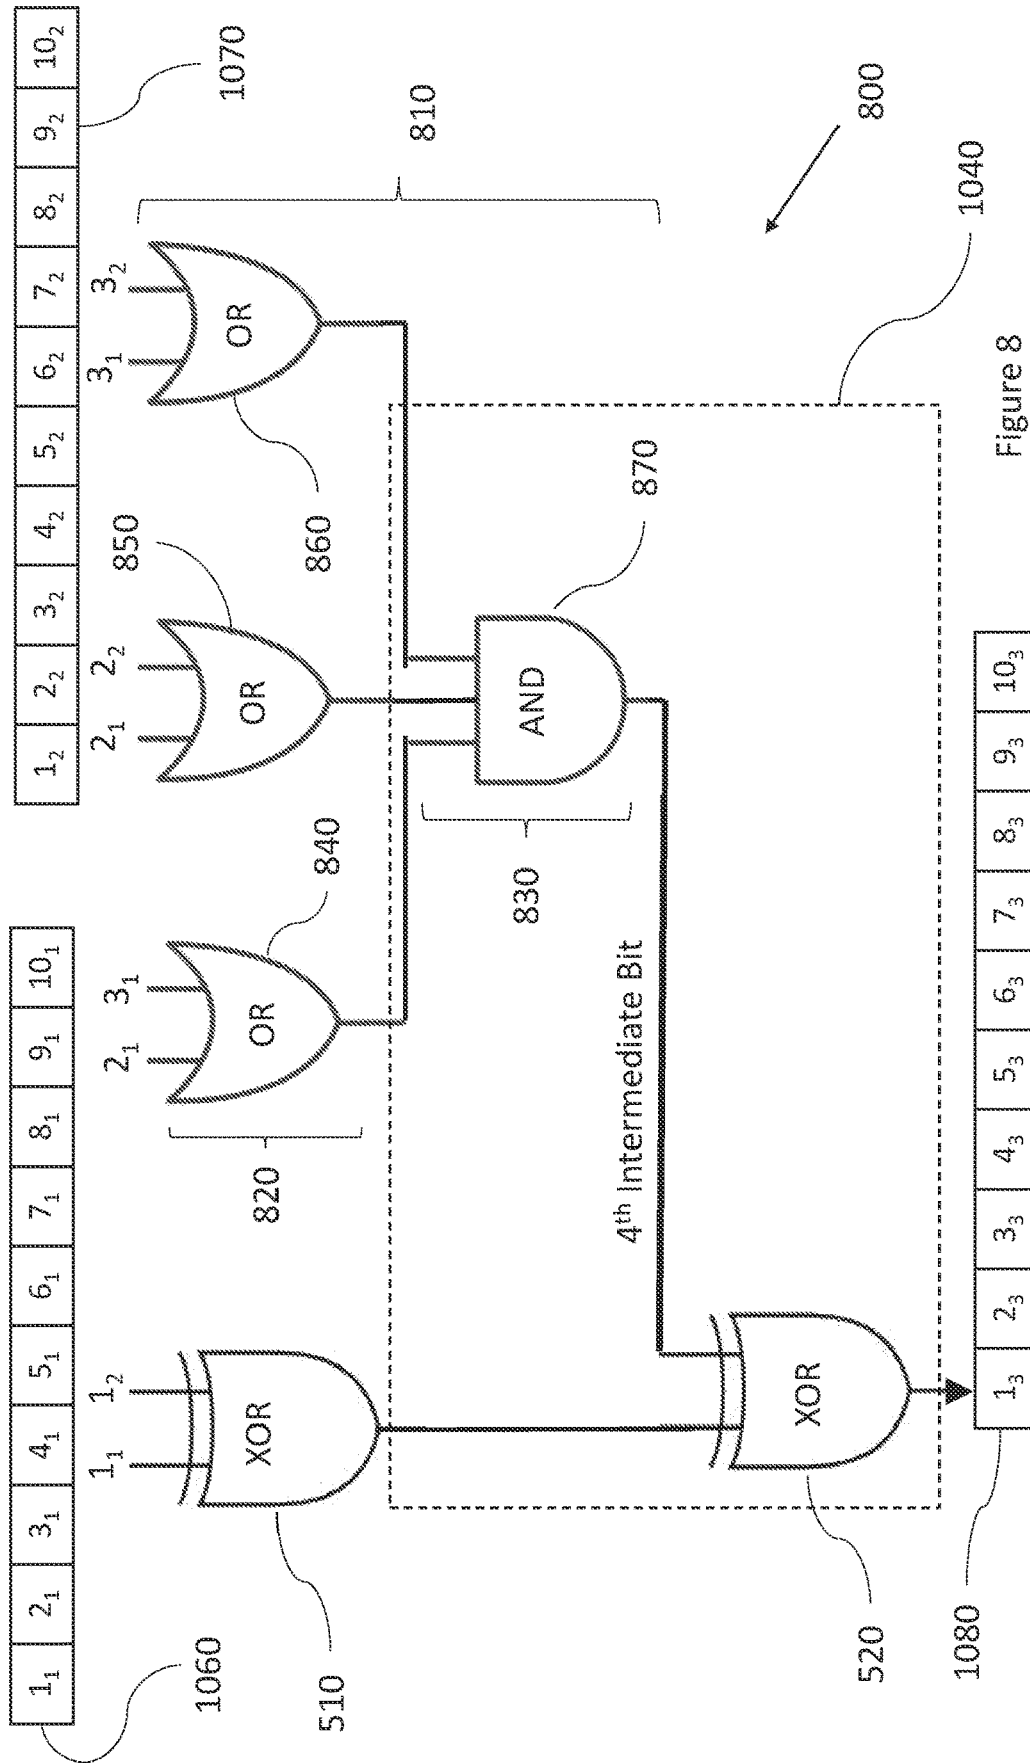 1₁ 2₁ 3₁ 4₁ 5₁ 6₁ 7₁ 8₁ 9₁ 10₁
1₂ 2₂ 3₂ 4₂ 5₂ 6₂ 7₂ 8₂ 9₂ 10₂
1060
1070
1₁ 1₂
2₁ 3₁
2₁ 2₂
3₁ 3₂
XOR
OR
OR
OR
510
820
840
850
860
810
AND
830
870
4ᵗʰ Intermediate Bit
XOR
520
800
1040
1080
1₃ 2₃ 3₃ 4₃ 5₃ 6₃ 7₃ 8₃ 9₃ 10₃
Figure 8